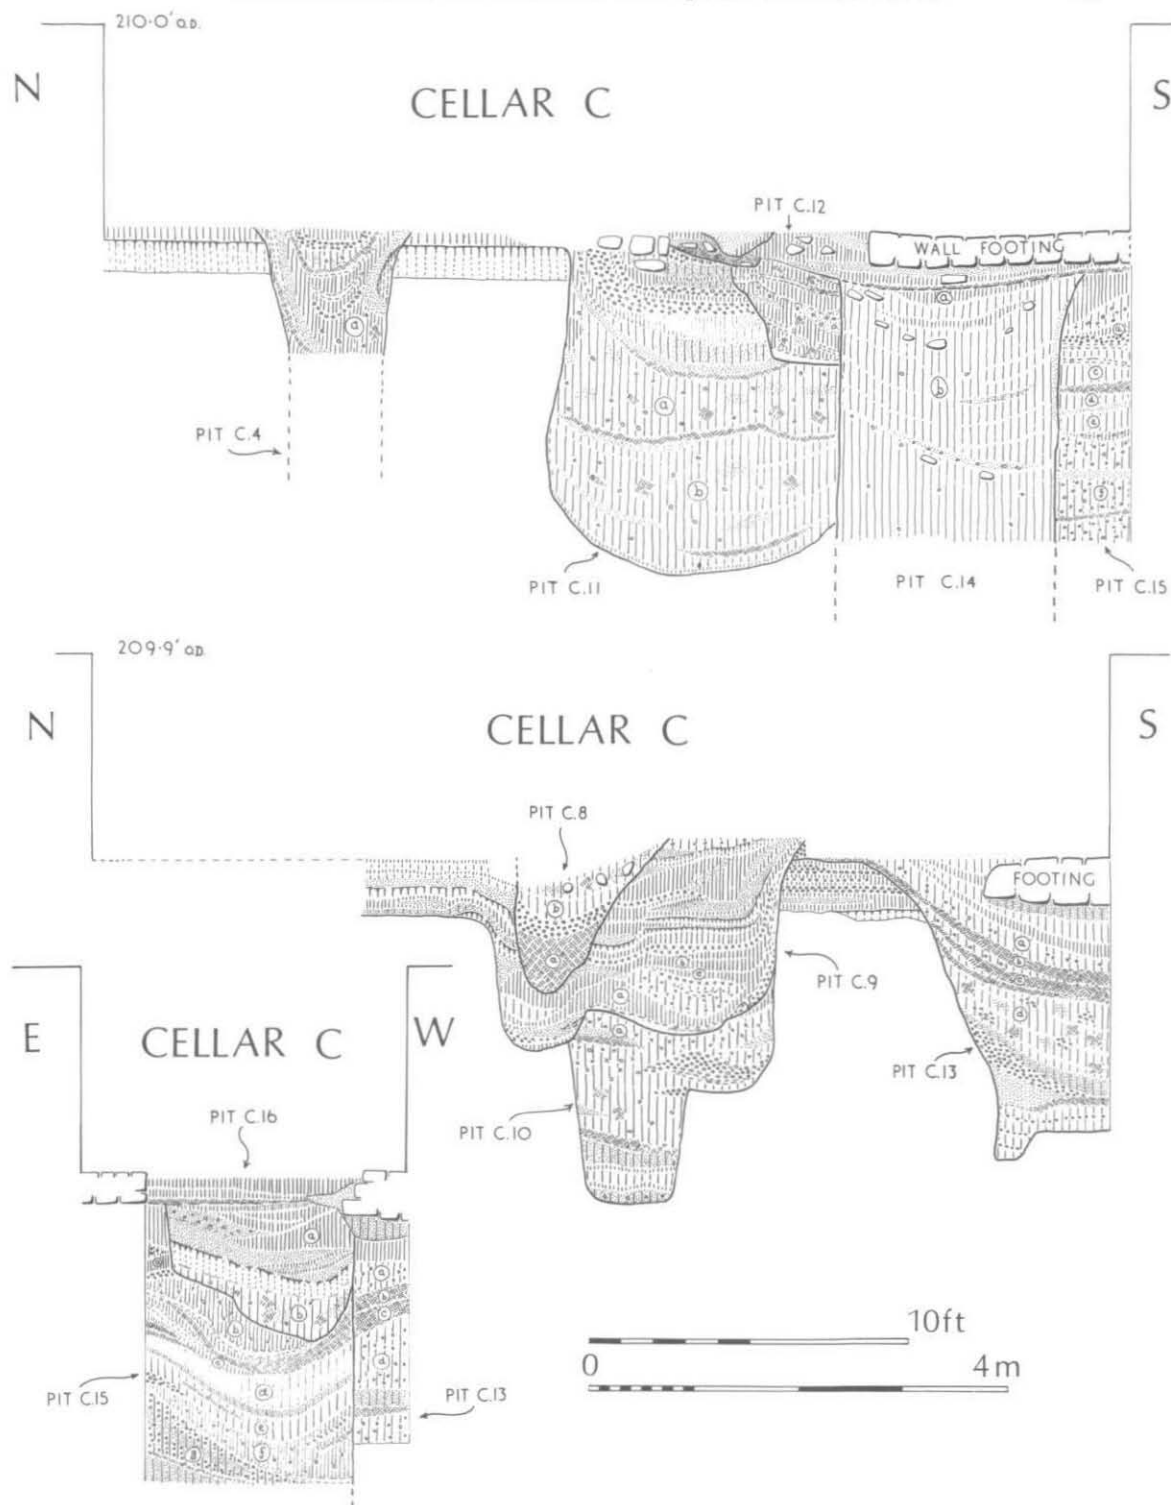 210·0' O.D.
N
CELLAR C
S
PIT C.12
WALL FOOTING
a
a
a
c
d
e
b
a
PIT C.4
b
f
PIT C.11
PIT C.14
PIT C.15
209·9' O.D.
N
CELLAR C
S
PIT C.8
FOOTING
b
a
a
b
b
c
c
a
a
d
PIT C.9
PIT C.13
PIT C.10
E
CELLAR C
W
PIT C.16
a
a
b
b
c
b
c
d
d
PIT C.15
e
PIT C.13
f
g
10ft
0
4m